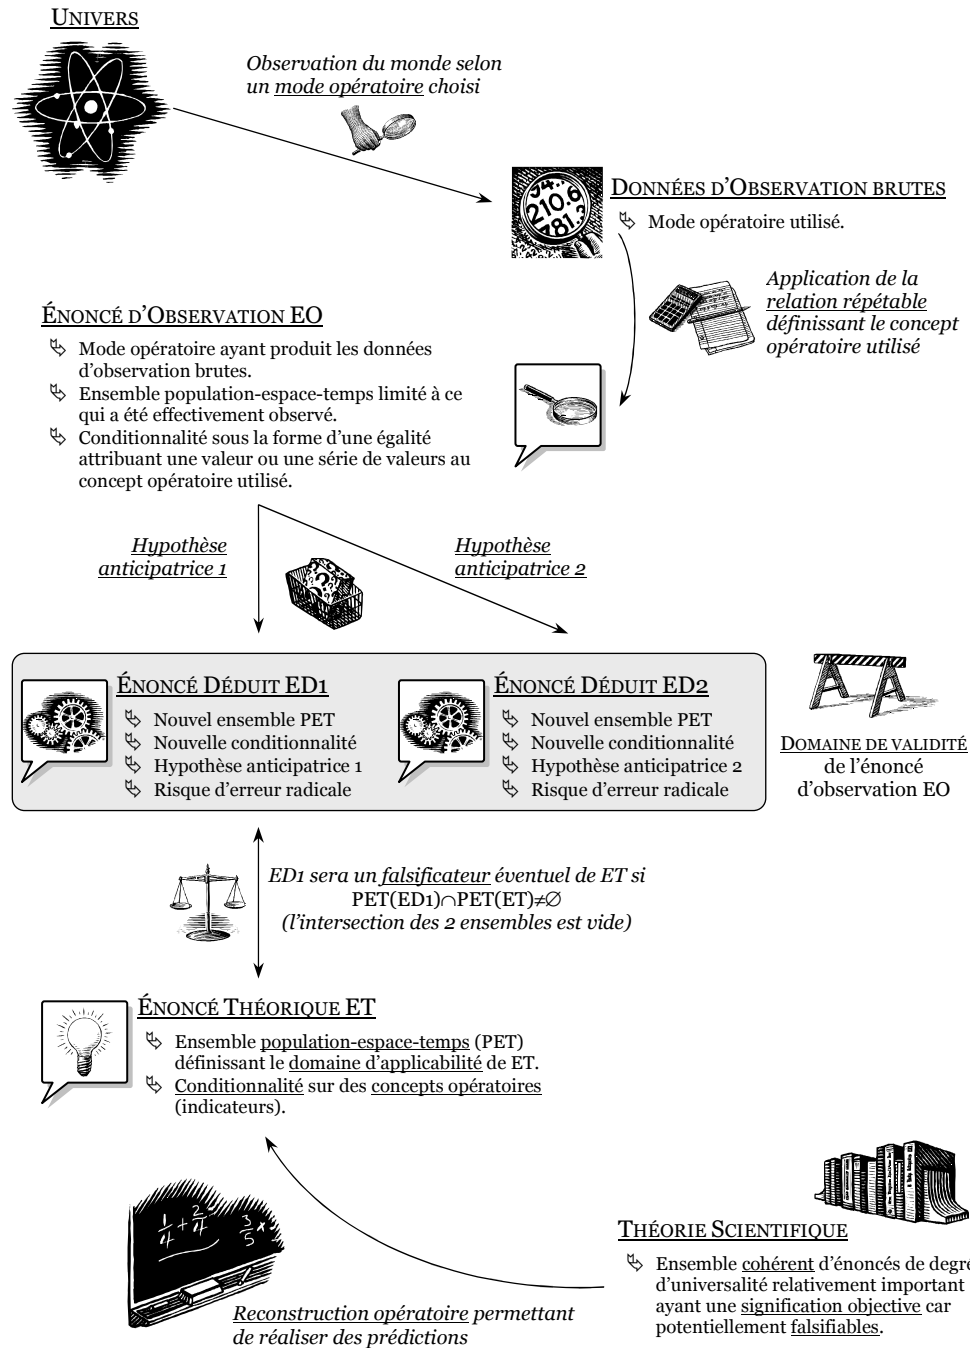 UNIVERS
Observation du monde selon
un mode opératoire choisi
DONNÉES D'OBSERVATION BRUTES
Mode opératoire utilisé.
Application de la
relation répétable
définissant le concept
opératoire utilisé
ÉNONCÉ D'OBSERVATION EO
Mode opératoire ayant produit les données
d'observation brutes.
Ensemble population-espace-temps limité à ce
qui a été effectivement observé.
Conditionnalité sous la forme d'une égalité
attribuant une valeur ou une série de valeurs au
concept opératoire utilisé.
Hypothèse
anticipatrice 1
Hypothèse
anticipatrice 2
ÉNONCÉ DÉDUIT ED1
Nouvel ensemble PET
Nouvelle conditionnalité
Hypothèse anticipatrice 1
Risque d'erreur radicale
ÉNONCÉ DÉDUIT ED2
Nouvel ensemble PET
Nouvelle conditionnalité
Hypothèse anticipatrice 2
Risque d'erreur radicale
DOMAINE DE VALIDITÉ
de l'énoncé
d'observation EO
ED1 sera un falsificateur éventuel de ET si
PET(ED1)∩PET(ET)≠∅
(l'intersection des 2 ensembles est vide)
ÉNONCÉ THÉORIQUE ET
Ensemble population-espace-temps (PET)
définissant le domaine d'applicabilité de ET.
Conditionnalité sur des concepts opératoires
(indicateurs).
THÉORIE SCIENTIFIQUE
Ensemble cohérent d'énoncés de degré
d'universalité relativement important
ayant une signification objective car
potentiellement falsifiables.
Reconstruction opératoire permettant
de réaliser des prédictions